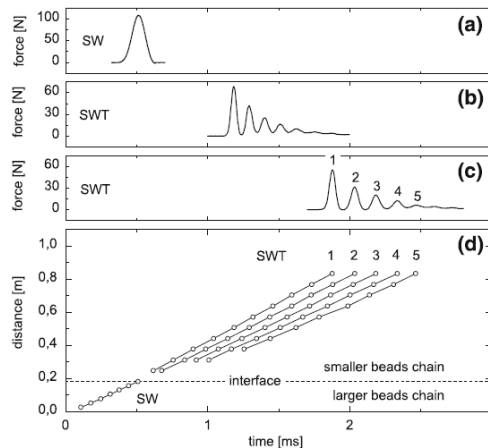 100
50
0
force [N]
SW
(a)
60
30
0
force [N]
SWT
(b)
60
30
0
force [N]
SWT
1
2
3
4
5
(c)
1,0
0,8
0,6
0,4
0,2
0,0
distance [m]
SWT
1 2 3 4 5
(d)
smaller beads chain
interface
larger beads chain
SW
0 1 2
time [ms]